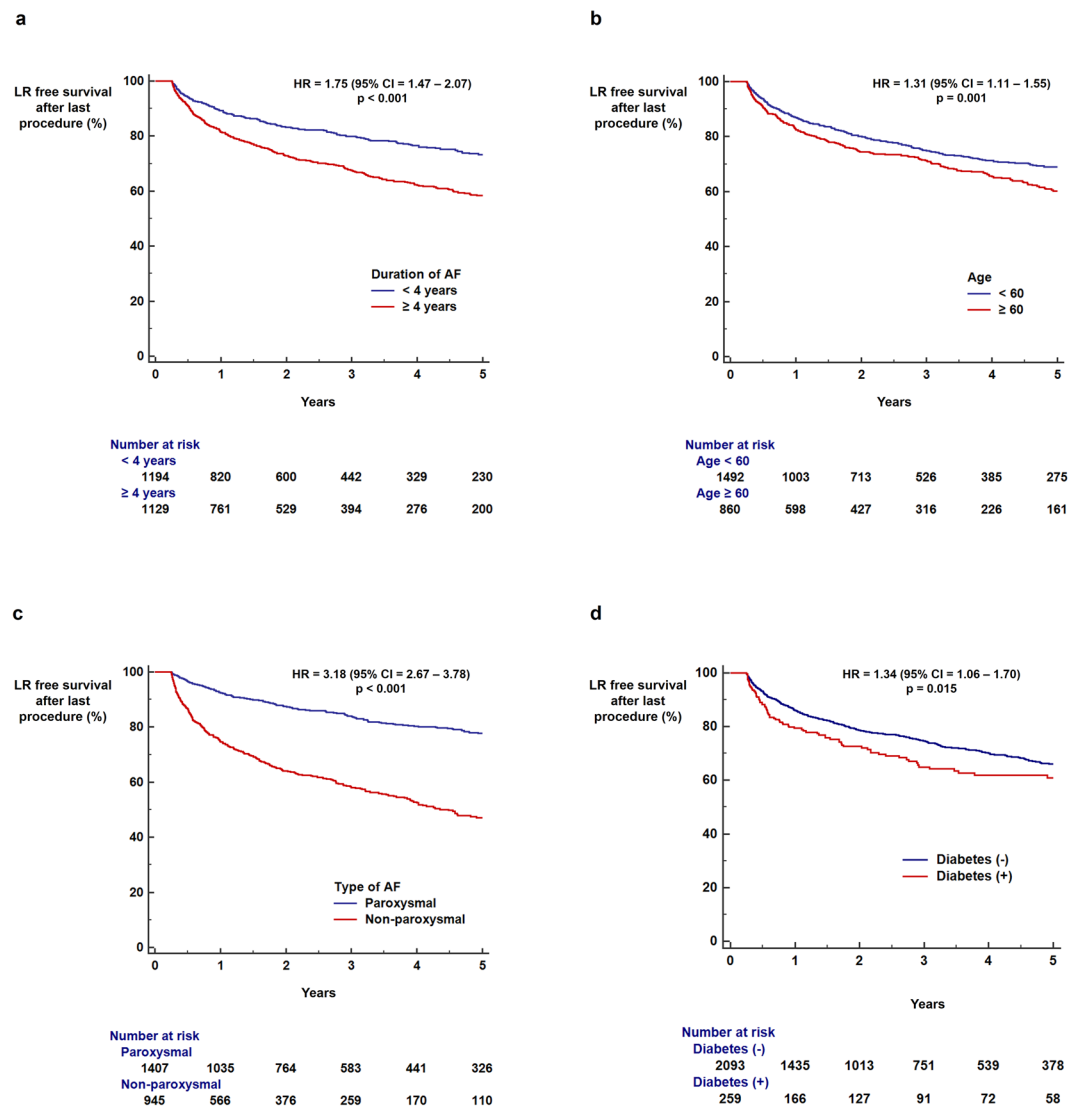 a
LR free survival
after last
procedure (%)
HR = 1.75 (95% CI = 1.47 – 2.07)
p < 0.001
100
80
60
40
20
0
Duration of AF
< 4 years
≥ 4 years
0 1 2 3 4 5
Years
Number at risk
< 4 years
1194 820 600 442 329 230
≥ 4 years
1129 761 529 394 276 200
b
LR free survival
after last
procedure (%)
HR = 1.31 (95% CI = 1.11 – 1.55)
p = 0.001
100
80
60
40
20
0
Age
< 60
≥ 60
0 1 2 3 4 5
Years
Number at risk
Age < 60
1492 1003 713 526 385 275
Age ≥ 60
860 598 427 316 226 161
c
LR free survival
after last
procedure (%)
HR = 3.18 (95% CI = 2.67 – 3.78)
p < 0.001
100
80
60
40
20
0
Type of AF
Paroxysmal
Non-paroxysmal
0 1 2 3 4 5
Years
Number at risk
Paroxysmal
1407 1035 764 583 441 326
Non-paroxysmal
945 566 376 259 170 110
d
LR free survival
after last
procedure (%)
HR = 1.34 (95% CI = 1.06 – 1.70)
p = 0.015
100
80
60
40
20
0
Diabetes (-)
Diabetes (+)
0 1 2 3 4 5
Years
Number at risk
Diabetes (-)
2093 1435 1013 751 539 378
Diabetes (+)
259 166 127 91 72 58